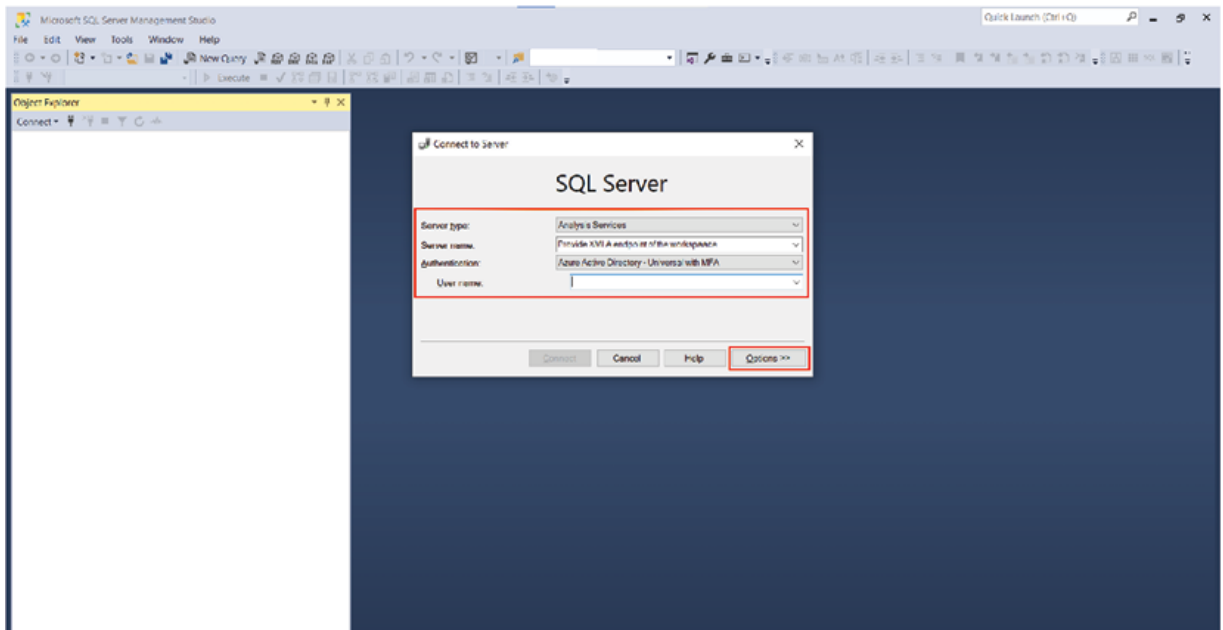 Microsoft SQL Server Management Studio
Quick Launch (Ctrl+Q)
File Edit View Tools Window Help
New Query
Execute
Object Explorer
Connect
Connect to Server
SQL Server
Server type:
Analysis Services
Server name:
Provide XMLA endpoint of the workspeace
Authentication:
Azure Active Directory - Universal with MFA
User name:
Connect
Cancel
Help
Options >>